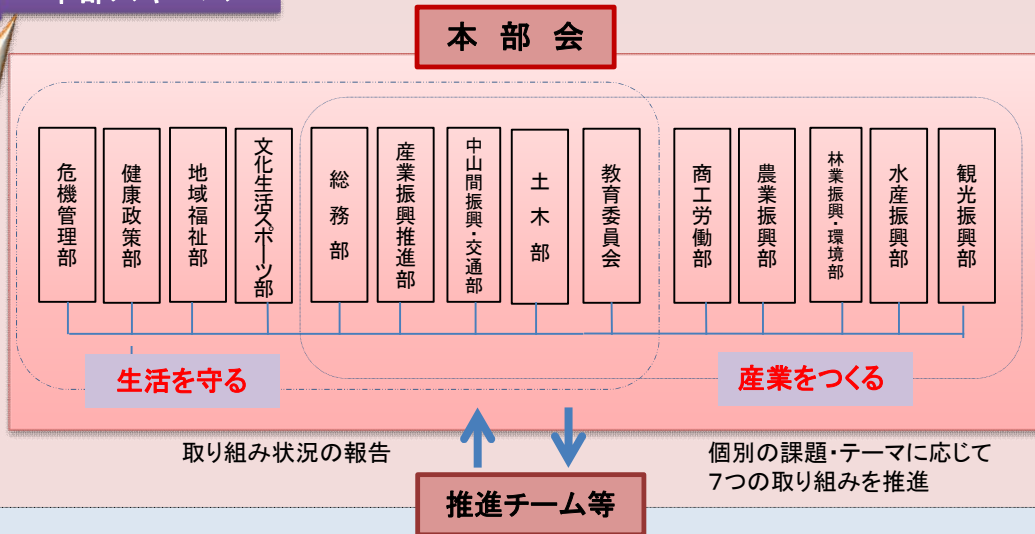 本部会
危機管理部
健康政策部
地域福祉部
文化生活スポーツ部
総務部
産業振興推進部
中山間振興・交通部
土木部
教育委員会
商工労働部
農業振興部
林業振興・環境部
水産振興部
観光振興部
生活を守る
産業をつくる
取り組み状況の報告
個別の課題・テーマに応じて
7つの取り組みを推進
推進チーム等